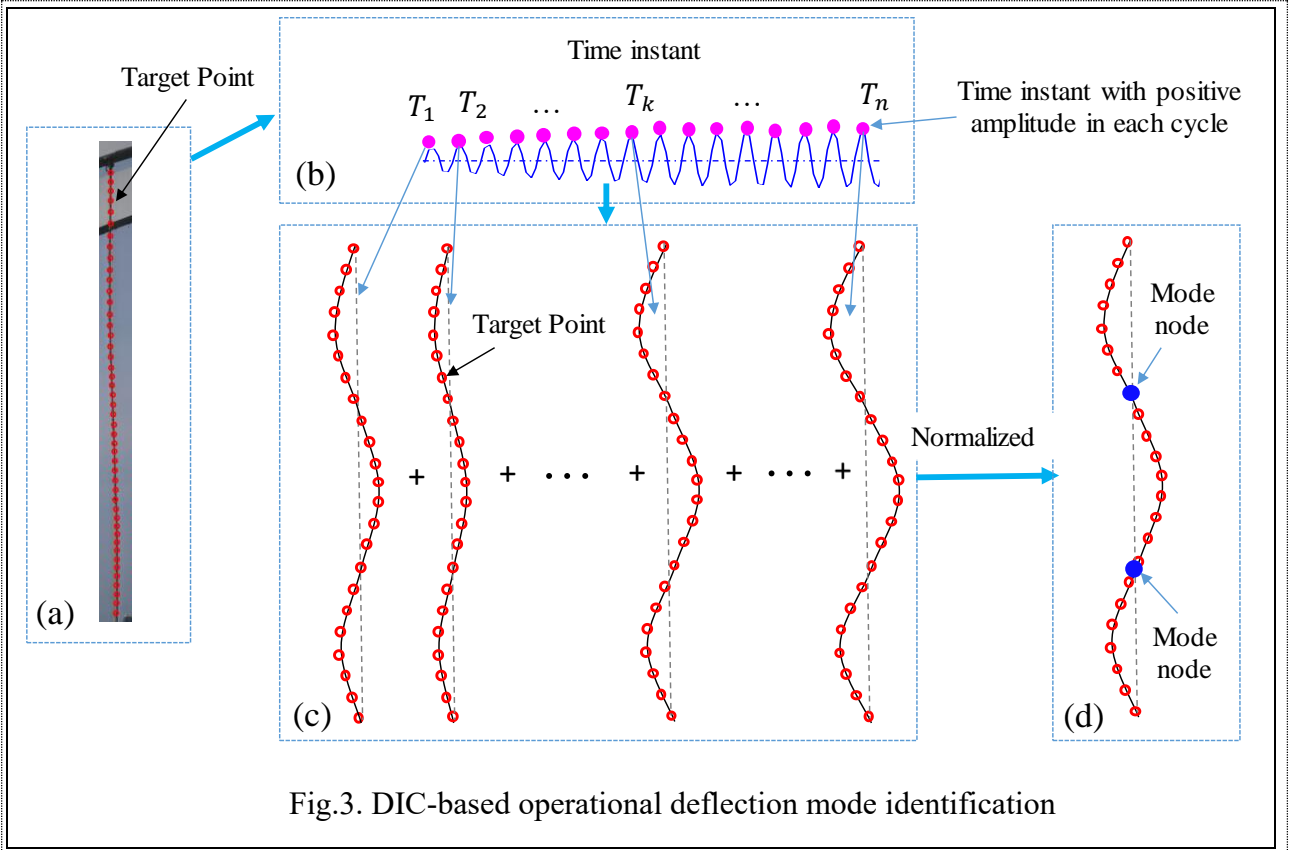 Target Point
(a)
Time instant
T₁
T₂
...
Tₖ
...
Tₙ
(b)
Time instant with positive
amplitude in each cycle
Target Point
+
+
...
+
+
...
+
(c)
Normalized
Mode
node
Mode
node
(d)
Fig.3. DIC-based operational deflection mode identification